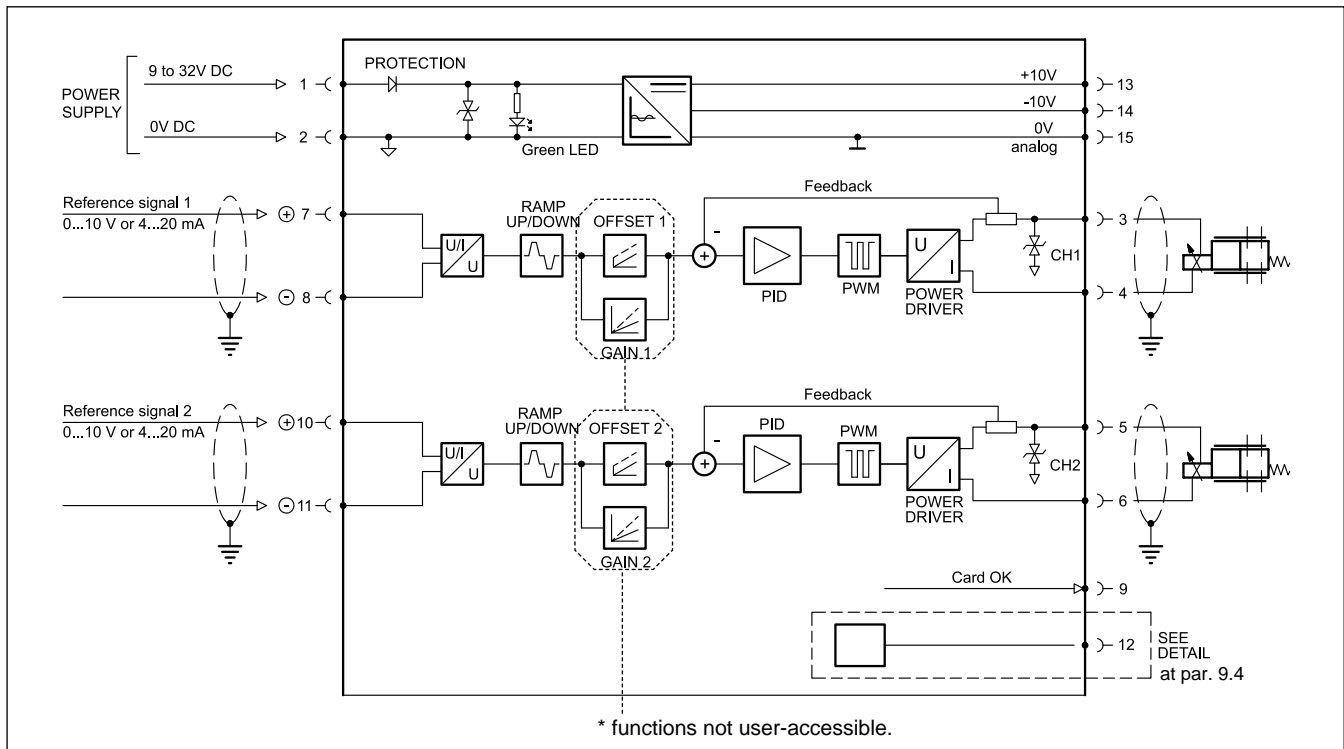 POWER
SUPPLY
9 to 32V DC
1
0V DC
2
PROTECTION
Green LED
+10V
13
-10V
14
0V
analog
15
Reference signal 1
0...10 V or 4...20 mA
+ 7
- 8
U/I
U
RAMP
UP/DOWN
OFFSET 1
GAIN 1
Feedback
-
+
PID
PWM
U
I
POWER
DRIVER
CH1
3
4
Reference signal 2
0...10 V or 4...20 mA
+ 10
- 11
U/I
U
RAMP
UP/DOWN
OFFSET 2
GAIN 2
Feedback
-
+
PID
PWM
U
I
POWER
DRIVER
CH2
5
6
Card OK
9
12
SEE
DETAIL
at par. 9.4
* functions not user-accessible.